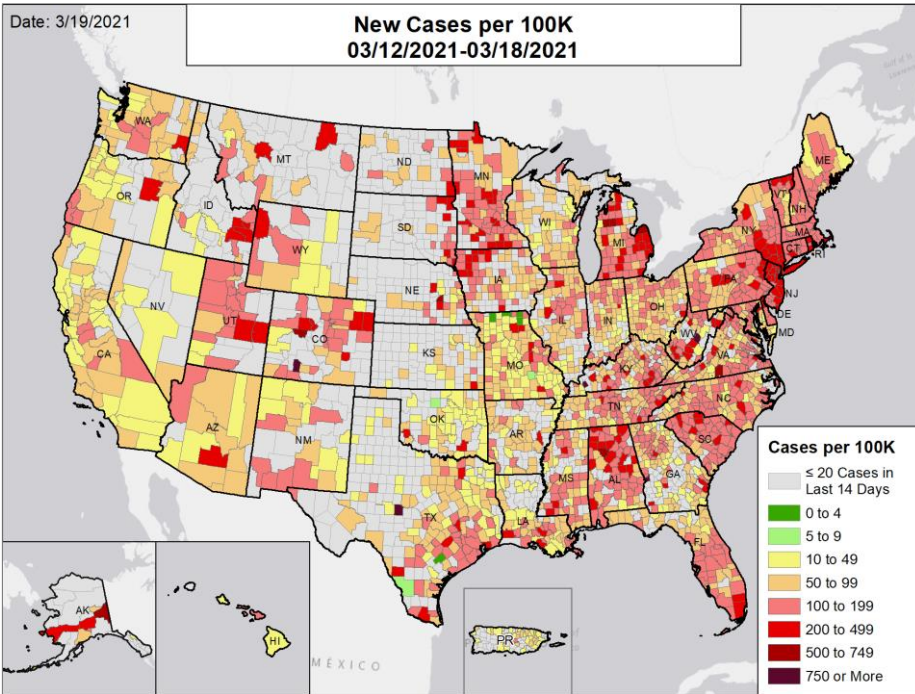 Date: 3/19/2021
New Cases per 100K
03/12/2021-03/18/2021
WA
MT
ND
MN
ME
OR
ID
SD
WI
MI
VT
NH
NY
MA
CT
RI
WY
NE
IA
PA
NJ
NV
UT
CO
KS
IL
IN
OH
DE
MD
WV
VA
CA
MO
KY
AZ
NM
OK
AR
TN
NC
SC
TX
LA
MS
AL
GA
FL
AK
HI
PR
MÉXICO
Cases per 100K
≤ 20 Cases in
Last 14 Days
0 to 4
5 to 9
10 to 49
50 to 99
100 to 199
200 to 499
500 to 749
750 or More